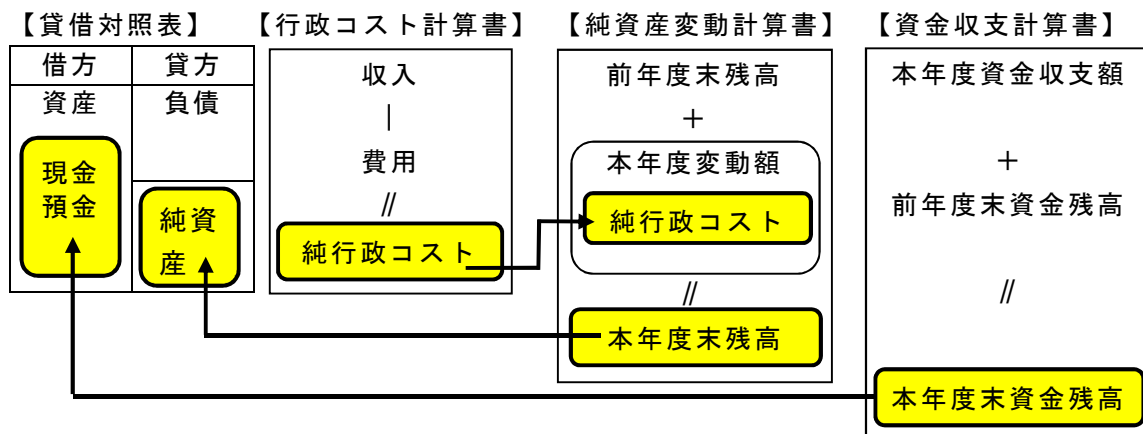 【貸借対照表】
借方 貸方
資産 負債
現金
預金
純資
産
【行政コスト計算書】
収入
｜
費用
//
純行政コスト
【純資産変動計算書】
前年度末残高
＋
本年度変動額
純行政コスト
//
本年度末残高
【資金収支計算書】
本年度資金収支額
＋
前年度末資金残高
//
本年度末資金残高